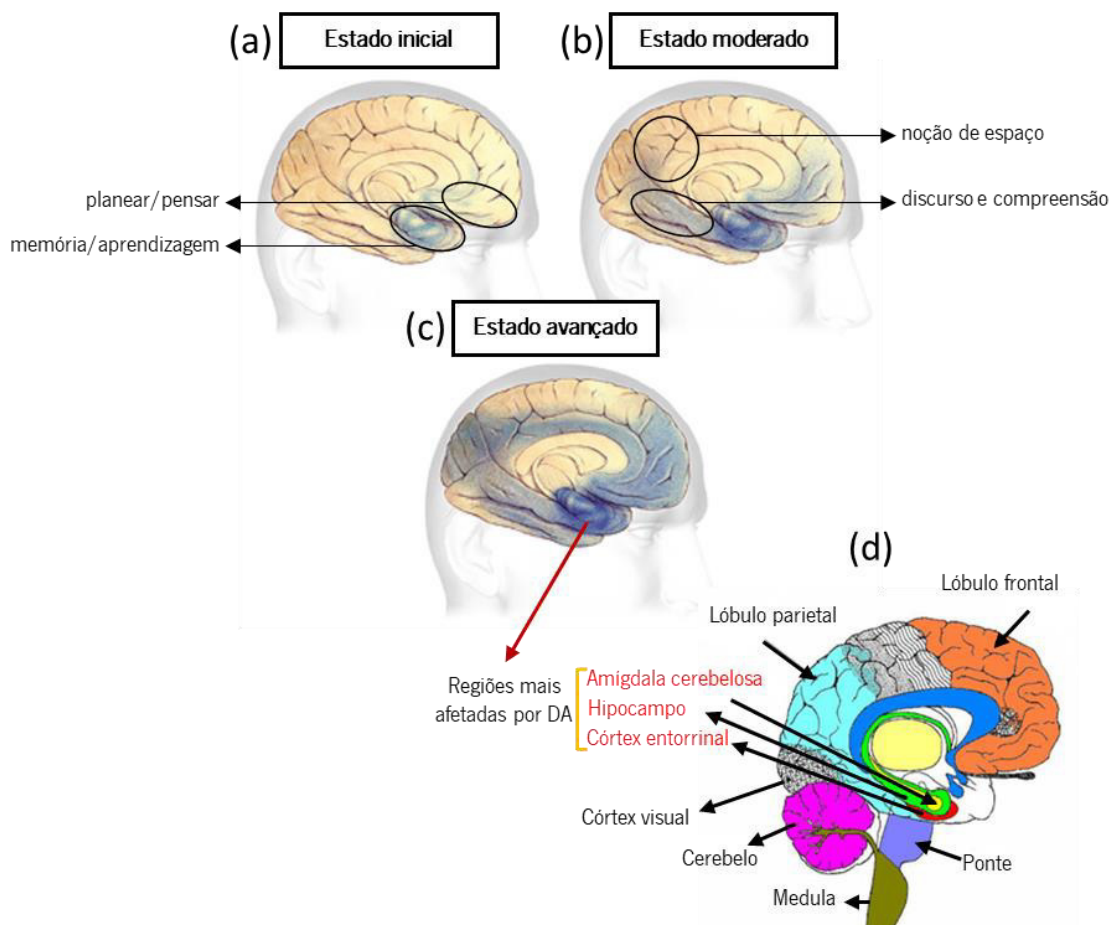 (a)
Estado inicial
(b)
Estado moderado
planear/pensar
memória/aprendizagem
noção de espaço
discurso e compreensão
(c)
Estado avançado
(d)
Lóbulo frontal
Lóbulo parietal
Regiões mais
afetadas por DA
Amígdala cerebelosa
Hipocampo
Córtex entorrinal
Córtex visual
Cerebelo
Ponte
Medula